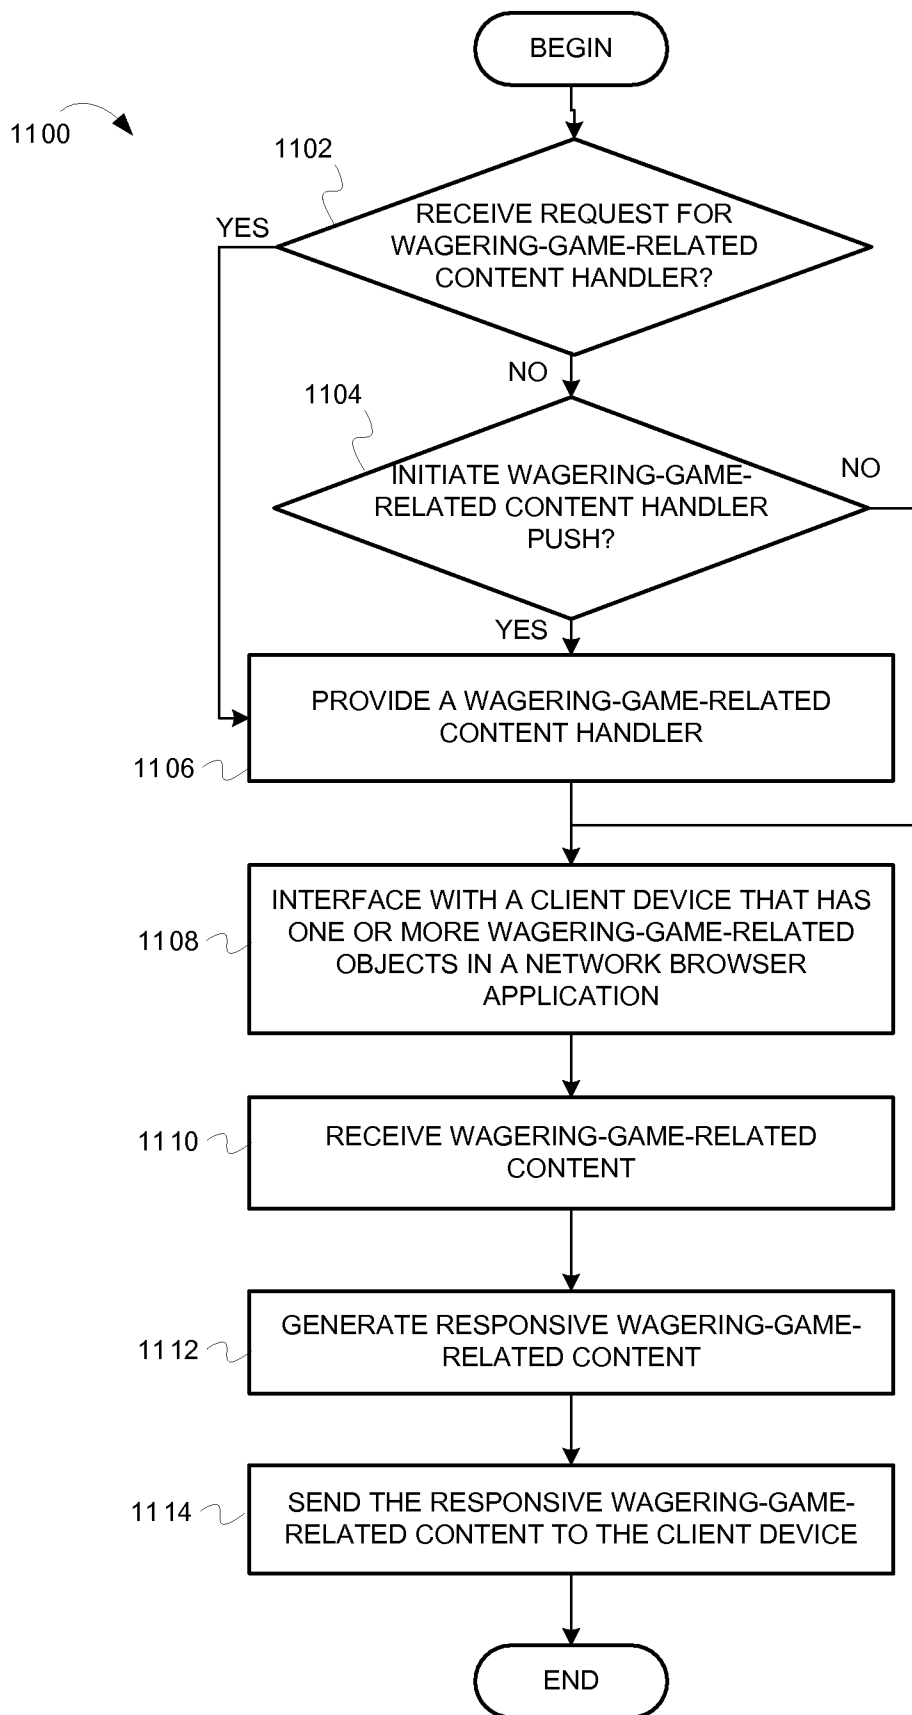 BEGIN
1100
1102
YES
RECEIVE REQUEST FOR
WAGERING-GAME-RELATED
CONTENT HANDLER?
NO
1104
NO
INITIATE WAGERING-GAME-
RELATED CONTENT HANDLER
PUSH?
YES
PROVIDE A WAGERING-GAME-RELATED
CONTENT HANDLER
1106
INTERFACE WITH A CLIENT DEVICE THAT HAS
ONE OR MORE WAGERING-GAME-RELATED
OBJECTS IN A NETWORK BROWSER
APPLICATION
1108
RECEIVE WAGERING-GAME-RELATED
CONTENT
1110
GENERATE RESPONSIVE WAGERING-GAME-
RELATED CONTENT
1112
SEND THE RESPONSIVE WAGERING-GAME-
RELATED CONTENT TO THE CLIENT DEVICE
1114
END